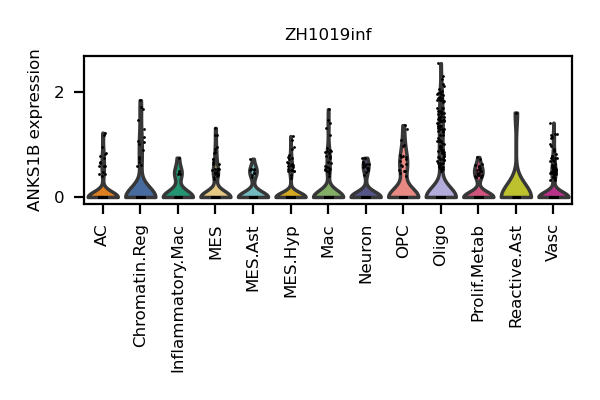 ZH1019inf
ANKS1B expression
2
0
AC
Chromatin.Reg
Inflammatory.Mac
MES
MES.Ast
MES.Hyp
Mac
Neuron
OPC
Oligo
Prolif.Metab
Reactive.Ast
Vasc